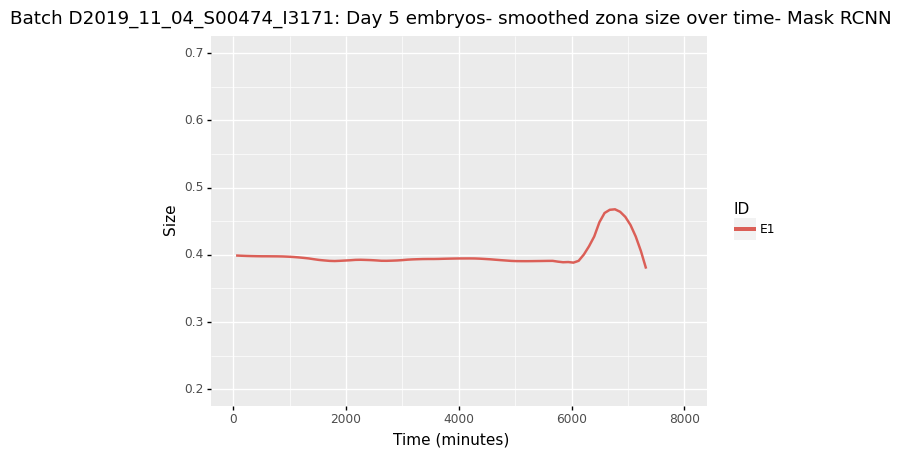 Batch D2019_11_04_S00474_I3171: Day 5 embryos- smoothed zona size over time- Mask RCNN
0.7
0.6
0.5
0.4
0.3
0.2
Size
0 2000 4000 6000 8000
Time (minutes)
ID
E1